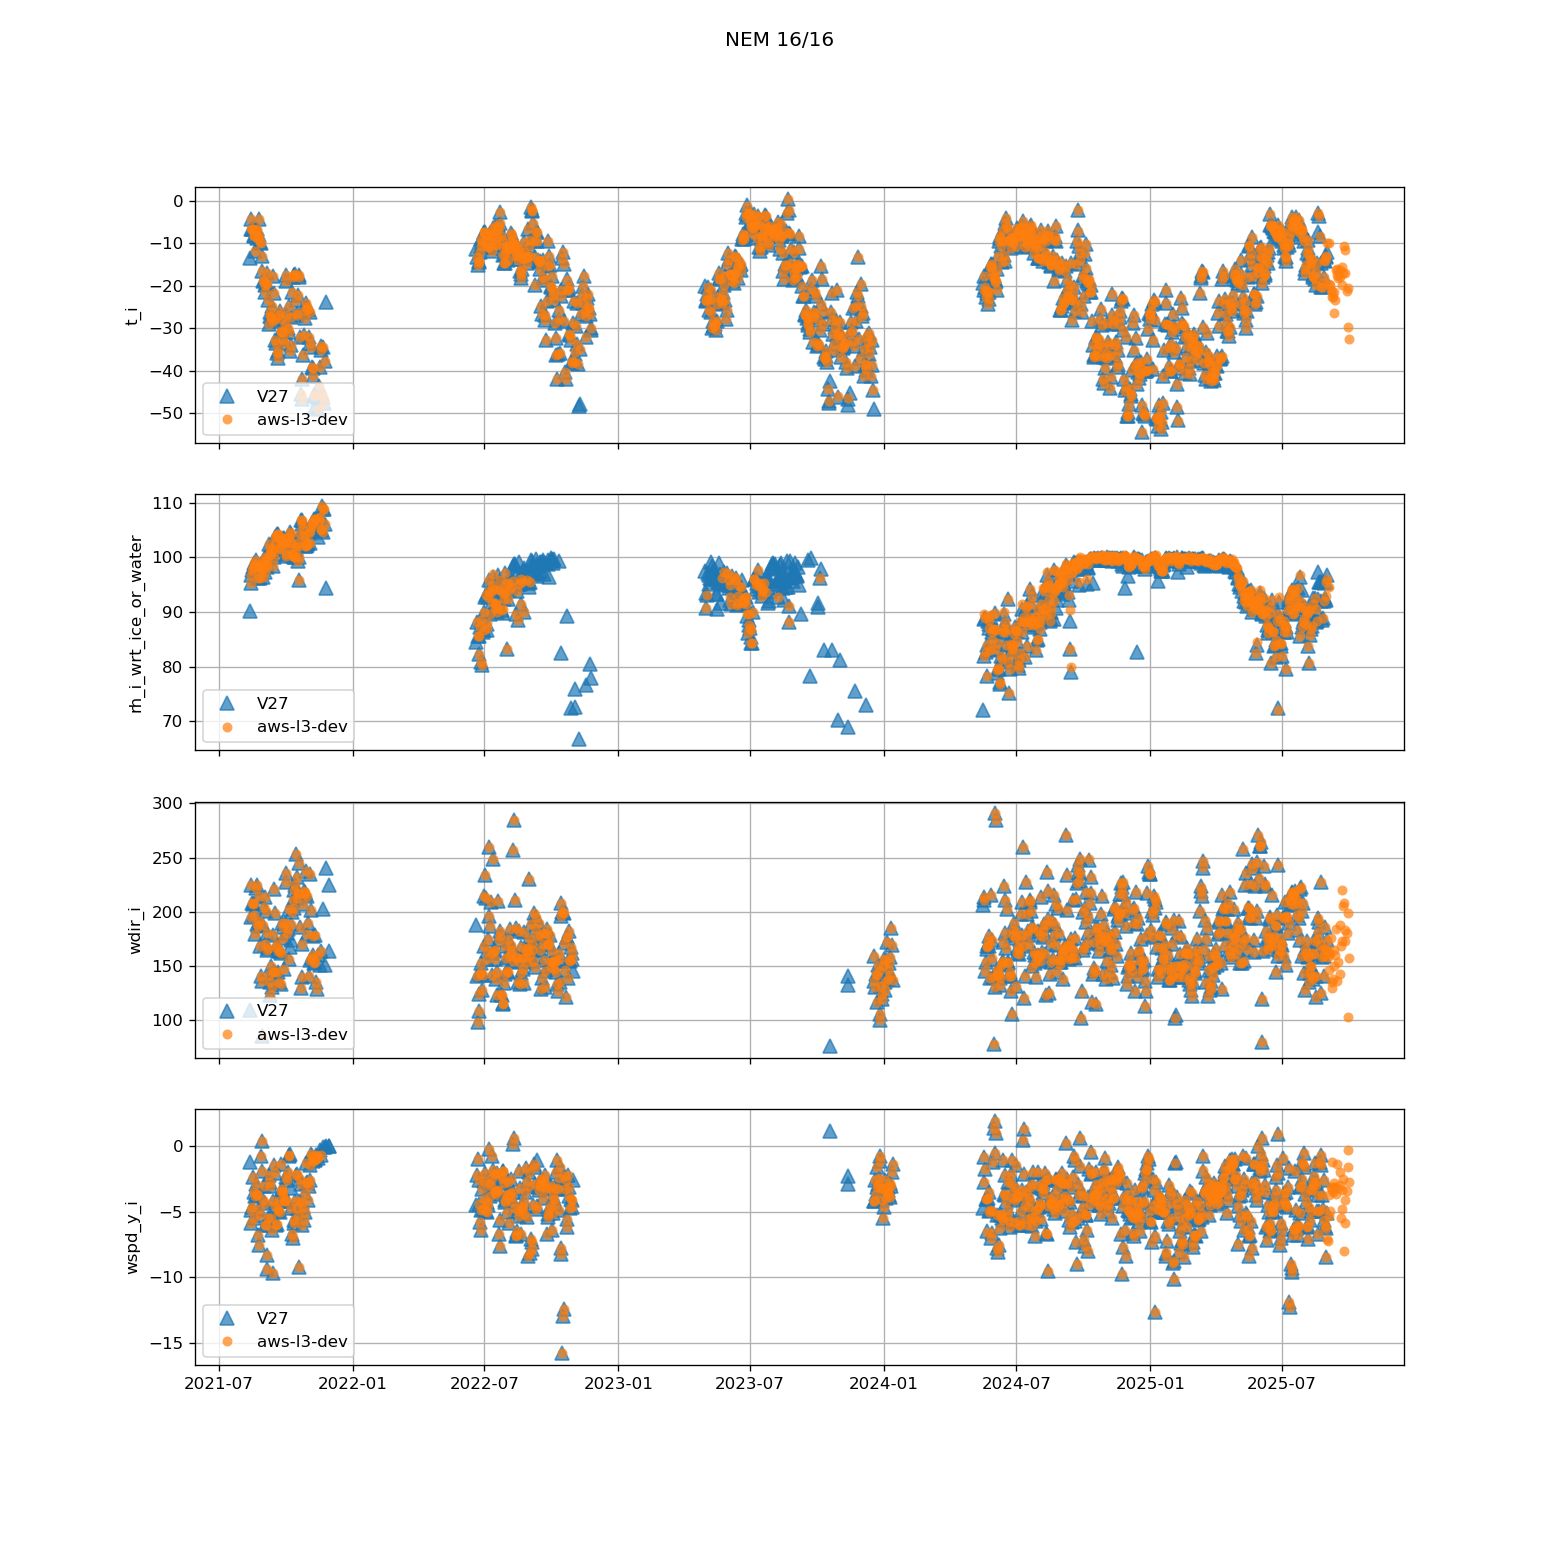 NEM 16/16
0
−10
−20
−30
−40
−50
t_i
V27
aws-l3-dev
110
100
90
80
70
rh_i_wrt_ice_or_water
V27
aws-l3-dev
300
250
200
150
100
wdir_i
V27
aws-l3-dev
0
−5
−10
−15
wspd_y_i
V27
aws-l3-dev
2021-07 2022-01 2022-07 2023-01 2023-07 2024-01 2024-07 2025-01 2025-07